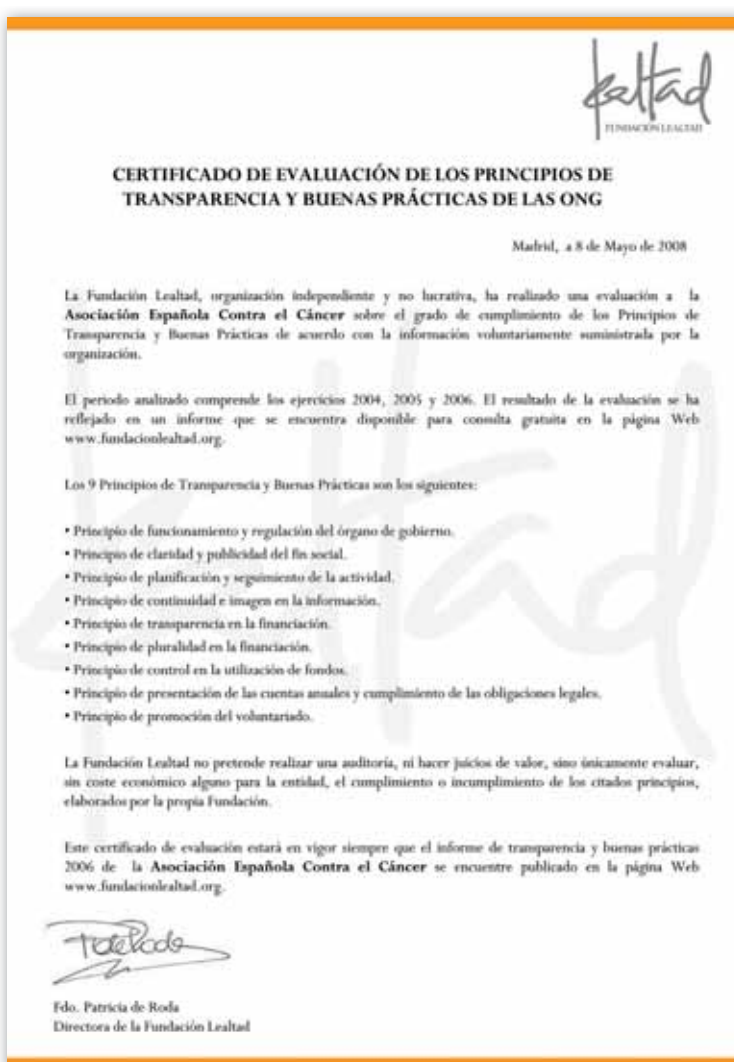 lealtad
FUNDACIÓN LEALTAD
CERTIFICADO DE EVALUACIÓN DE LOS PRINCIPIOS DE
TRANSPARENCIA Y BUENAS PRÁCTICAS DE LAS ONG
Madrid, a 8 de Mayo de 2008
La Fundación Lealtad, organización independiente y no lucrativa, ha realizado una evaluación a la
Asociación Española Contra el Cáncer sobre el grado de cumplimiento de los Principios de
Transparencia y Buenas Prácticas de acuerdo con la información voluntariamente suministrada por la
organización.
El periodo analizado comprende los ejercicios 2004, 2005 y 2006. El resultado de la evaluación se ha
reflejado en un informe que se encuentra disponible para consulta gratuita en la página Web
www.fundacionlealtad.org.
Los 9 Principios de Transparencia y Buenas Prácticas son los siguientes:
• Principio de funcionamiento y regulación del órgano de gobierno.
• Principio de claridad y publicidad del fin social.
• Principio de planificación y seguimiento de la actividad.
• Principio de continuidad e imagen en la información.
• Principio de transparencia en la financiación.
• Principio de pluralidad en la financiación.
• Principio de control en la utilización de fondos.
• Principio de presentación de las cuentas anuales y cumplimiento de las obligaciones legales.
• Principio de promoción del voluntariado.
La Fundación Lealtad no pretende realizar una auditoría, ni hacer juicios de valor, sino únicamente evaluar,
sin coste económico alguno para la entidad, el cumplimiento o incumplimiento de los citados principios,
elaborados por la propia Fundación.
Este certificado de evaluación estará en vigor siempre que el informe de transparencia y buenas prácticas
2006 de la Asociación Española Contra el Cáncer se encuentre publicado en la página Web
www.fundacionlealtad.org.
Fdo. Patricia de Roda
Directora de la Fundación Lealtad